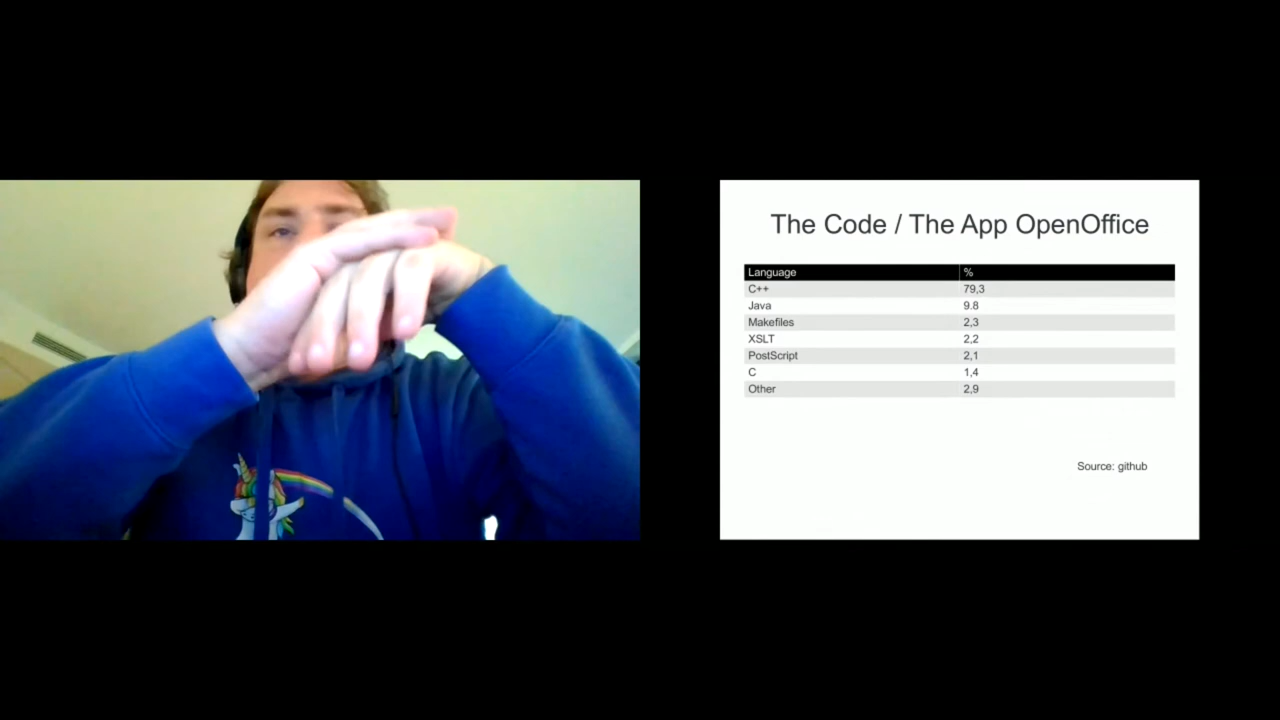 The Code / The App OpenOffice
Language %
C++ 79,3
Java 9.8
Makefiles 2,3
XSLT 2,2
PostScript 2,1
C 1,4
Other 2,9
Source: github